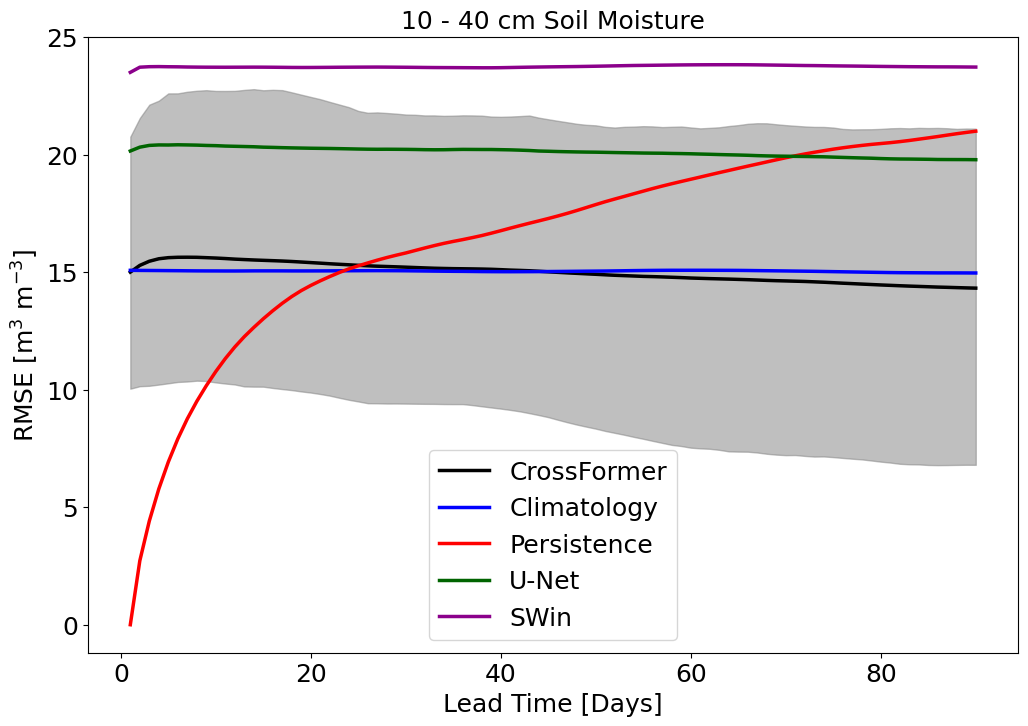 10 - 40 cm Soil Moisture
RMSE [m³ m⁻³]
25
20
15
10
5
0
CrossFormer
Climatology
Persistence
U-Net
SWin
0 20 40 60 80
Lead Time [Days]